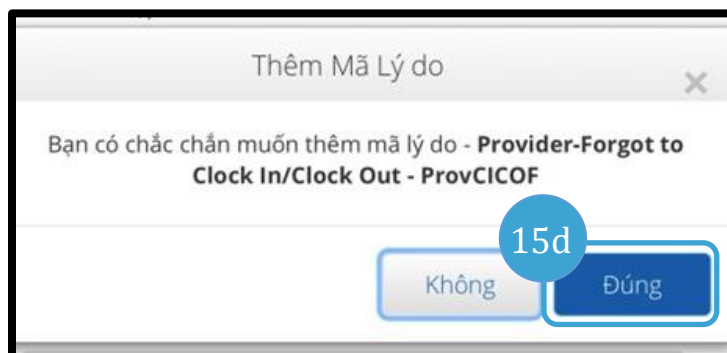 Thêm Mã Lý do
×
Bạn có chắc chắn muốn thêm mã lý do - Provider-Forgot to
Clock In/Clock Out - ProvCICOF
15d
Không
Đúng